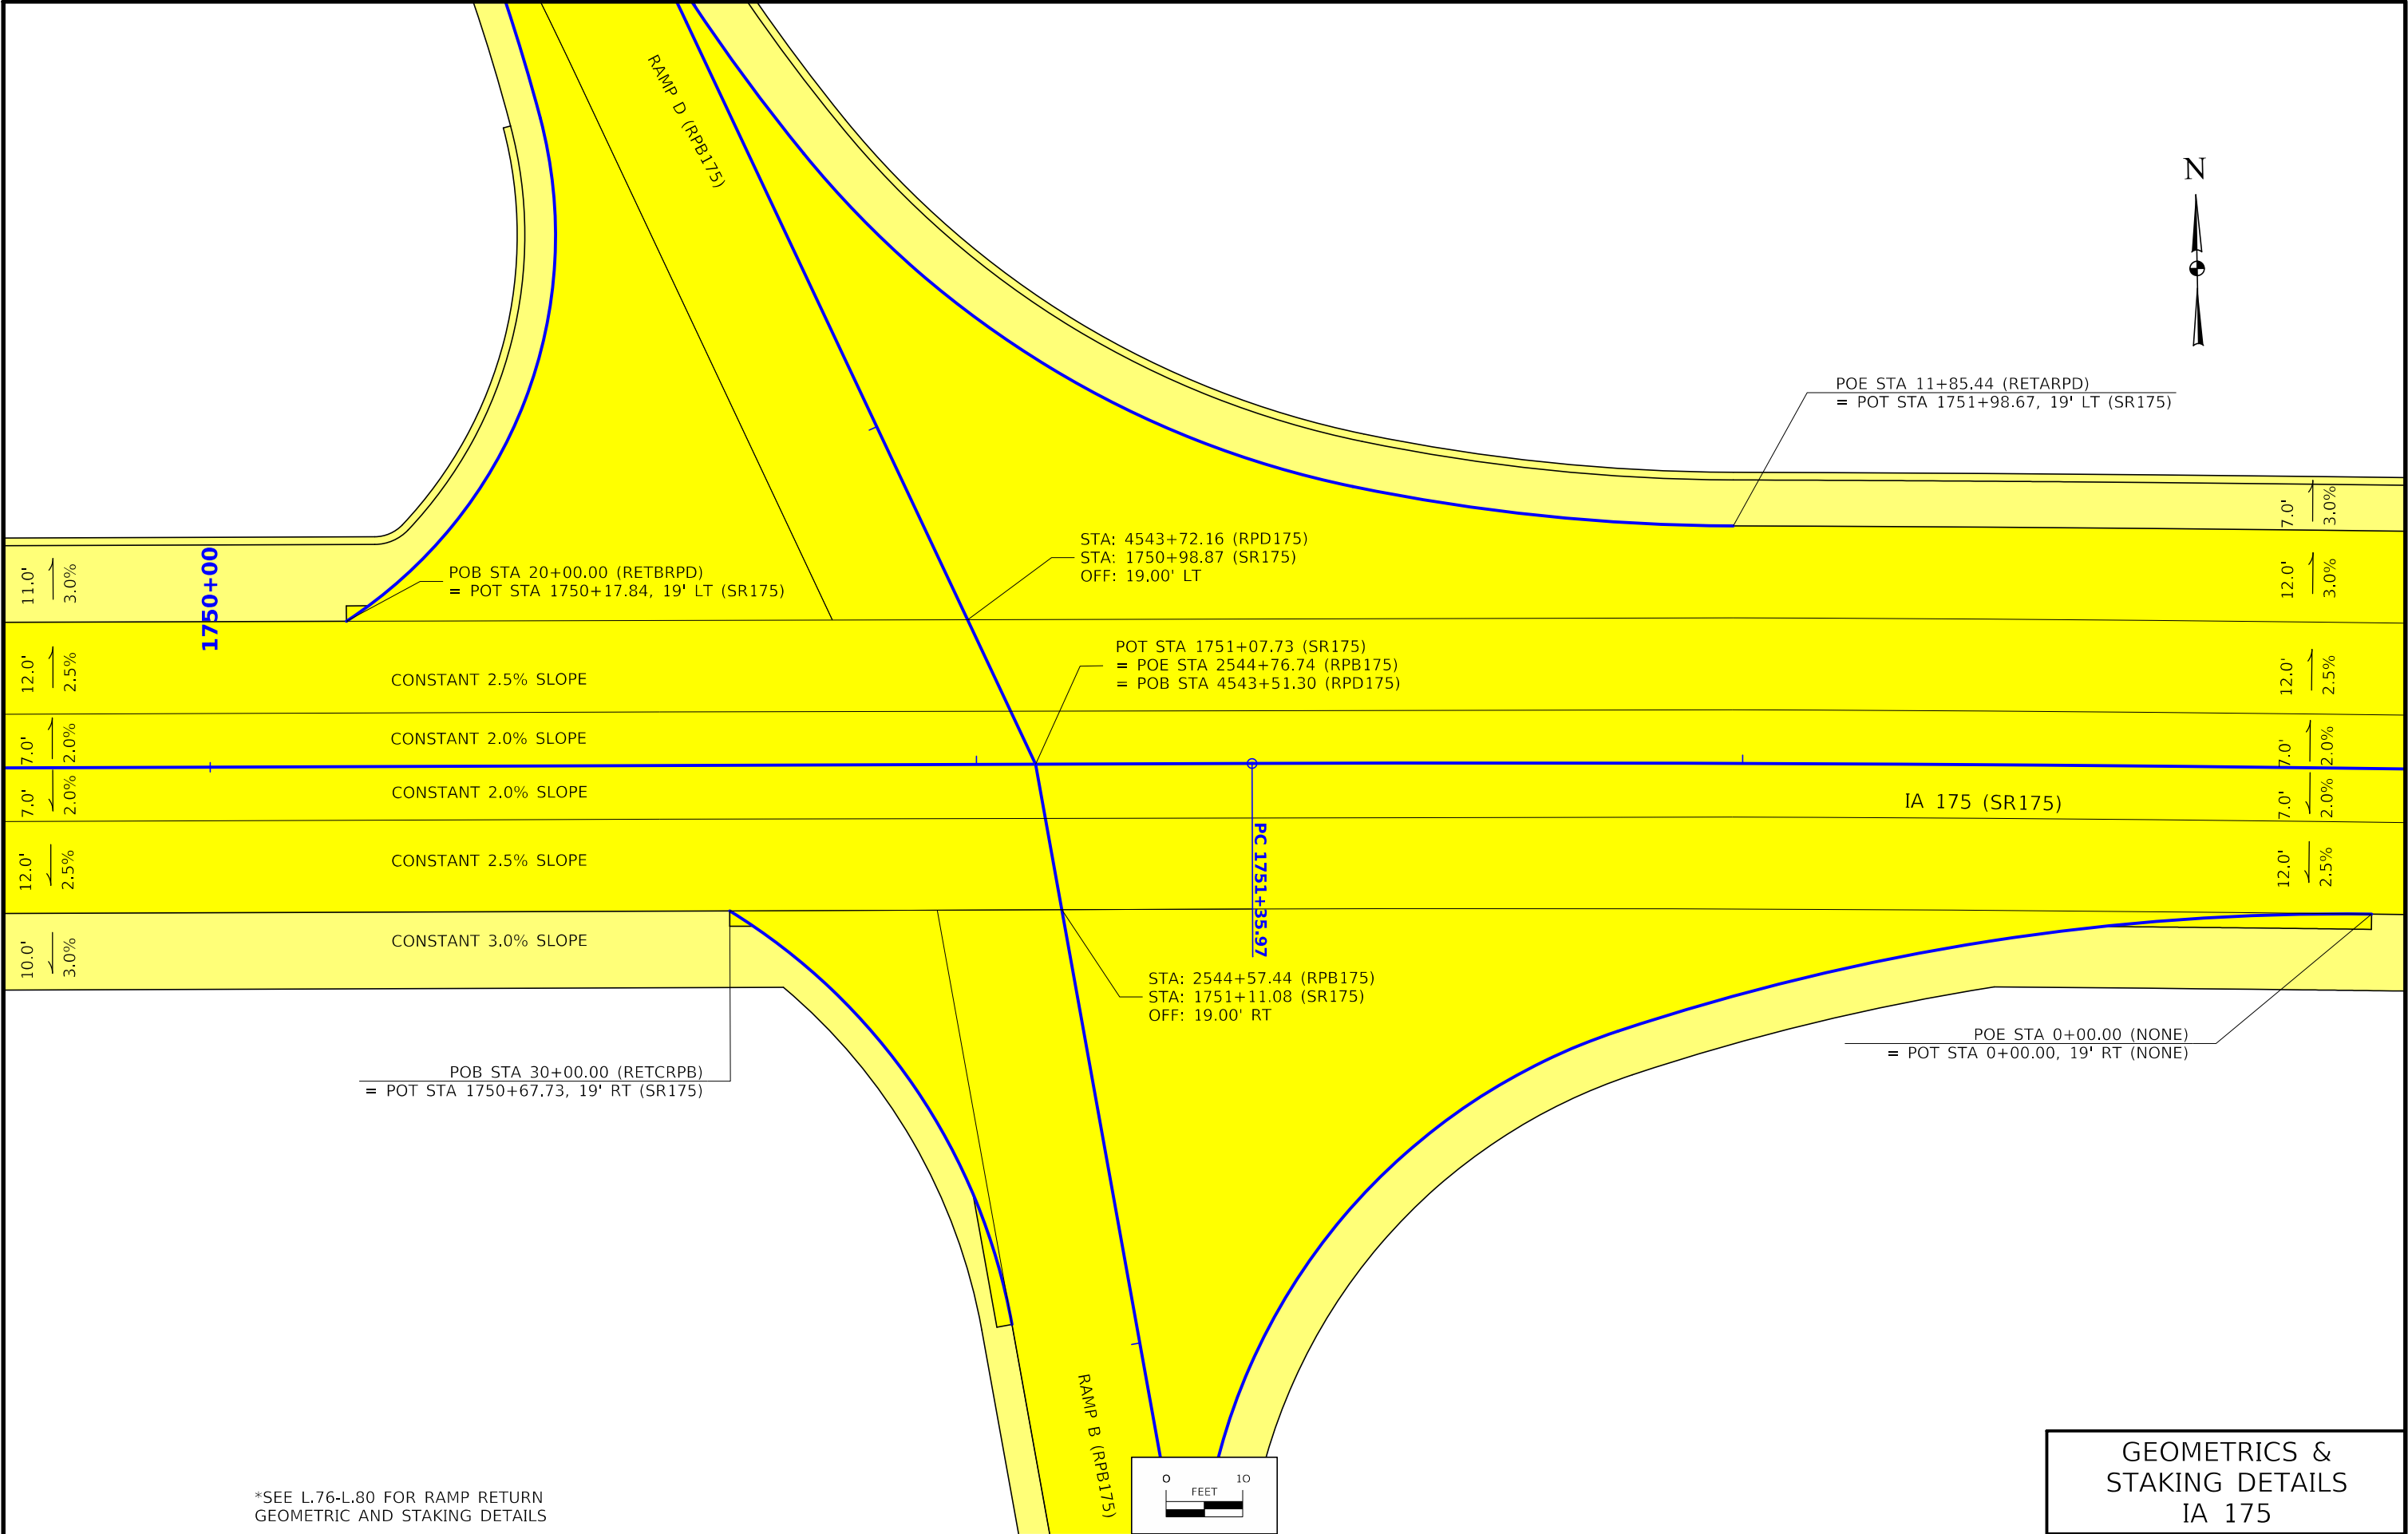 RAMP D (RPB175)
N
POE STA 11+85.44 (RETARPD)
= POT STA 1751+98.67, 19' LT (SR175)
7.0'
3.0%
STA: 4543+72.16 (RPD175)
STA: 1750+98.87 (SR175)
OFF: 19.00' LT
11.0'
3.0%
1750+00
POB STA 20+00.00 (RETBRPD)
= POT STA 1750+17.84, 19' LT (SR175)
12.0'
3.0%
POT STA 1751+07.73 (SR175)
= POE STA 2544+76.74 (RPB175)
= POB STA 4543+51.30 (RPD175)
12.0'
2.5%
CONSTANT 2.5% SLOPE
12.0'
2.5%
7.0'
2.0%
CONSTANT 2.0% SLOPE
7.0'
2.0%
7.0'
2.0%
CONSTANT 2.0% SLOPE
IA 175 (SR175)
7.0'
2.0%
12.0'
2.5%
CONSTANT 2.5% SLOPE
PC 1751+35.97
12.0'
2.5%
10.0'
3.0%
CONSTANT 3.0% SLOPE
STA: 2544+57.44 (RPB175)
STA: 1751+11.08 (SR175)
OFF: 19.00' RT
POE STA 0+00.00 (NONE)
= POT STA 0+00.00, 19' RT (NONE)
POB STA 30+00.00 (RETCRPB)
= POT STA 1750+67.73, 19' RT (SR175)
RAMP B (RPB175)
0 10
FEET
*SEE L.76-L.80 FOR RAMP RETURN
GEOMETRIC AND STAKING DETAILS
GEOMETRICS &
STAKING DETAILS
IA 175